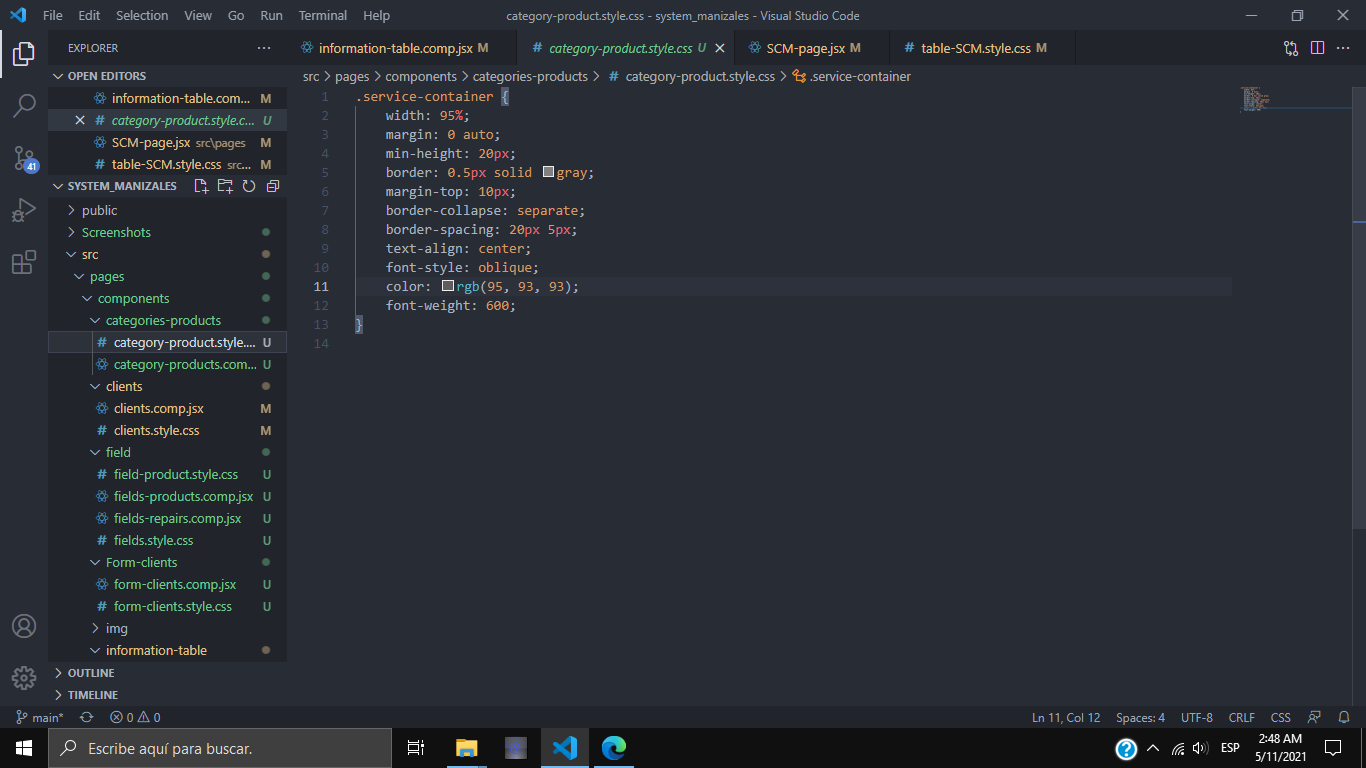 File Edit Selection View Go Run Terminal Help
category-product.style.css - system_manizales - Visual Studio Code
EXPLORER
information-table.comp.jsx M
# category-product.style.css U
SCM-page.jsx M
# table-SCM.style.css M
OPEN EDITORS
information-table.com... M
# category-product.style.c... U
SCM-page.jsx src\pages M
# table-SCM.style.css src... M
41
SYSTEM_MANIZALES
public
Screenshots
src
pages
components
categories-products
# category-product.style.... U
category-products.com... U
clients
clients.comp.jsx M
# clients.style.css M
field
# field-product.style.css U
fields-products.comp.jsx U
fields-repairs.comp.jsx U
# fields.style.css U
Form-clients
form-clients.comp.jsx U
# form-clients.style.css U
img
information-table
OUTLINE
TIMELINE
src > pages > components > categories-products > # category-product.style.css > .service-container
1 .service-container {
2 width: 95%;
3 margin: 0 auto;
4 min-height: 20px;
5 border: 0.5px solid gray;
6 margin-top: 10px;
7 border-collapse: separate;
8 border-spacing: 20px 5px;
9 text-align: center;
10 font-style: oblique;
11 color: rgb(95, 93, 93);
12 font-weight: 600;
13 }
14
main* 0 0
Ln 11, Col 12 Spaces: 4 UTF-8 CRLF CSS
Escribe aquí para buscar.
ESP
2:48 AM
5/11/2021